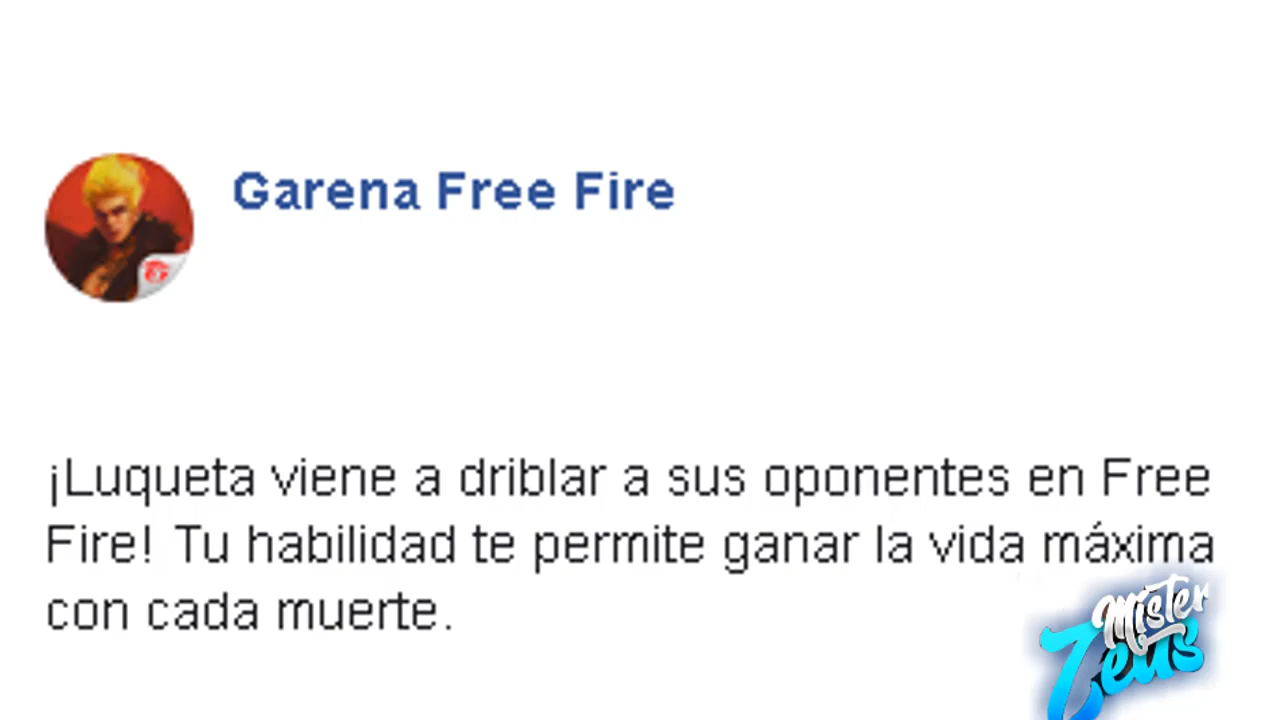 Garena Free Fire
¡Luqueta viene a driblar a sus oponentes en Free
Fire! Tu habilidad te permite ganar la vida máxima
con cada muerte.
Mister
Zeus